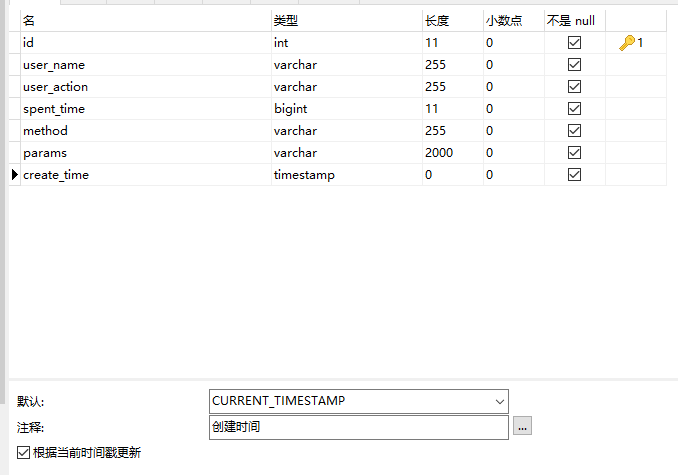 名 类型 长度 小数点 不是 null
id int 11 0 1
user_name varchar 255 0
user_action varchar 255 0
spent_time bigint 11 0
method varchar 255 0
params varchar 2000 0
create_time timestamp 0 0
默认: CURRENT_TIMESTAMP
注释: 创建时间 ...
根据当前时间戳更新